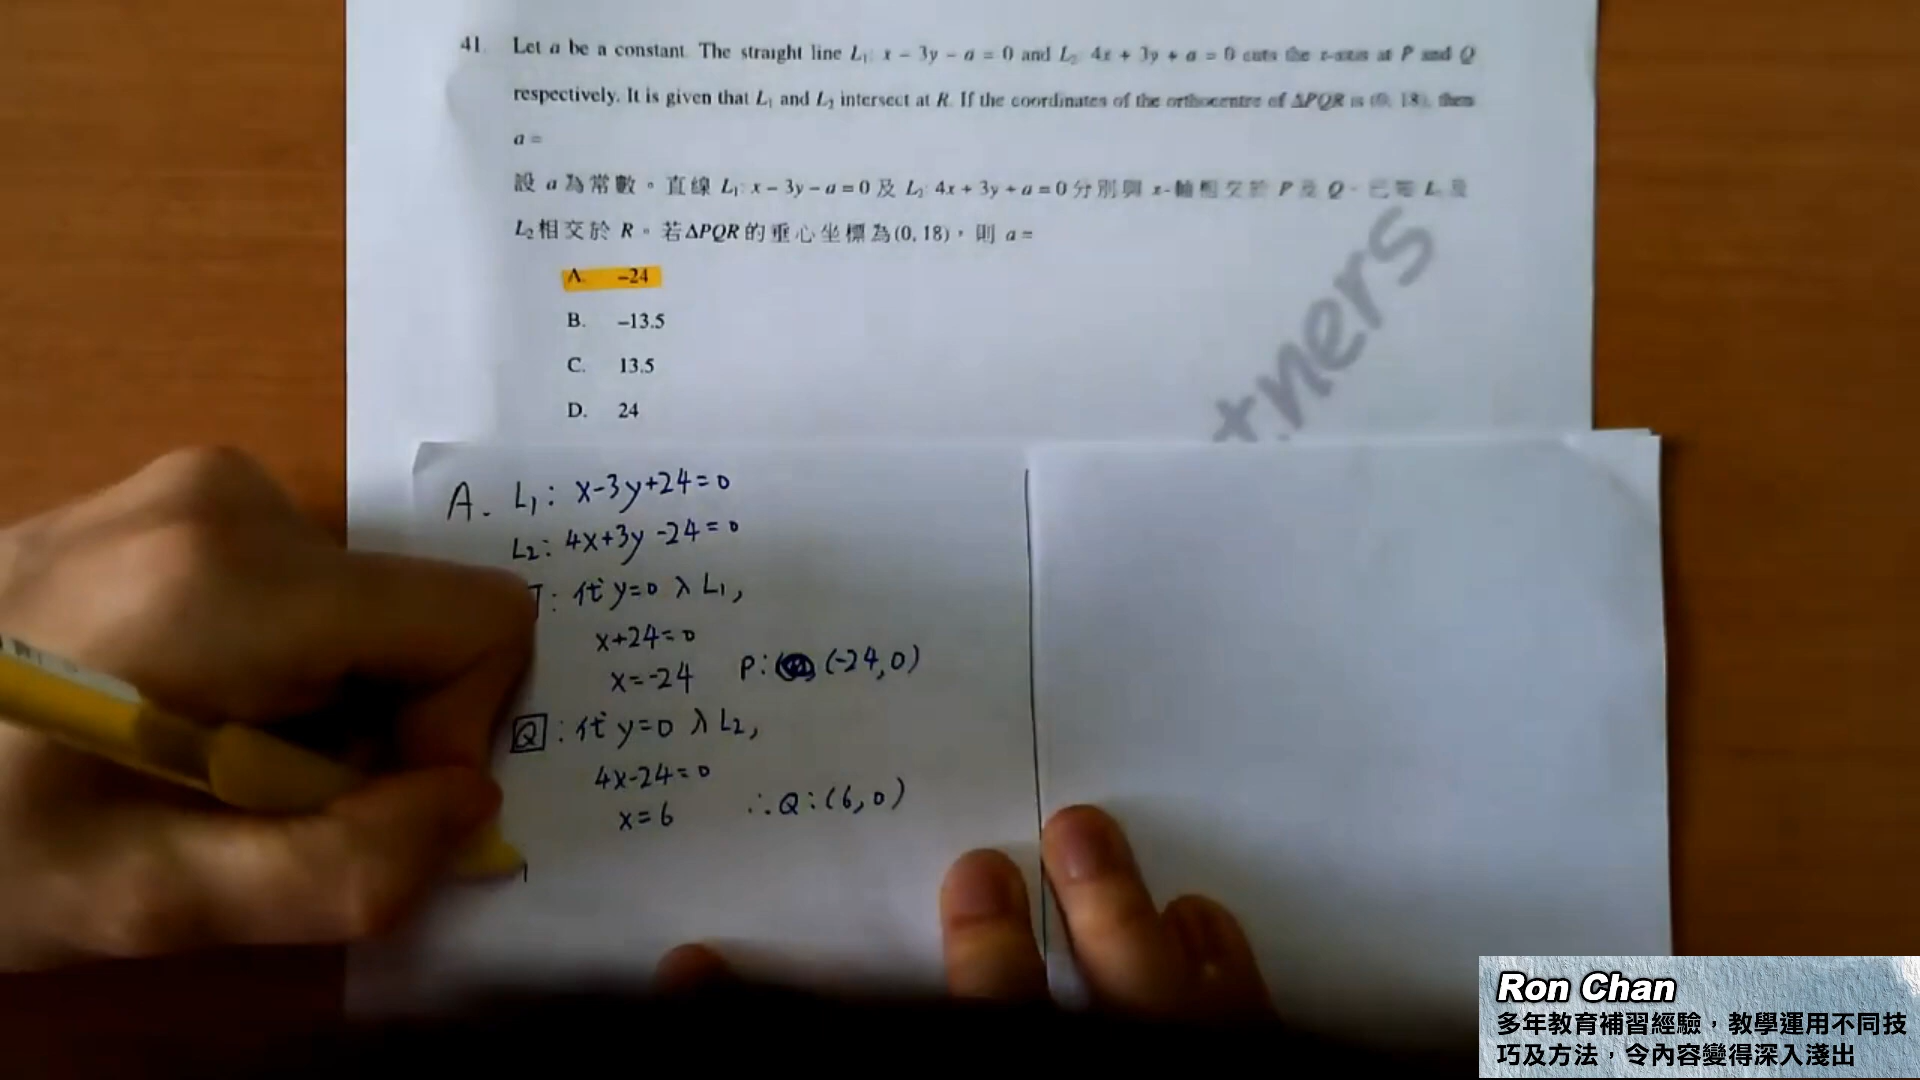 41. Let a be a constant. The straight line L₁: x – 3y – a = 0 and L₂: 4x + 3y + a = 0 cuts the x-axis at P and Q
respectively. It is given that L₁ and L₂ intersect at R. If the coordinates of the orthocentre of ΔPQR is (0, 18), then
a =
設 a 為常數。直線 L₁: x – 3y – a = 0 及 L₂: 4x + 3y + a = 0 分別與 x-軸相交於 P 及 Q。已知 L₁ 及
L₂ 相交於 R。若 ΔPQR 的垂心坐標為 (0, 18),則 a =
A. –24
B. –13.5
C. 13.5
D. 24
tners
A. L₁: x-3y+24=0
L₂: 4x+3y-24=0
: 代 y=0 入 L₁,
x+24=0
x=-24 P: (-24,0)
Q : 代 y=0 入 L₂,
4x-24=0
x=6 ∴Q:(6,0)
Ron Chan
多年教育補習經驗,教學運用不同技
巧及方法,令內容變得深入淺出